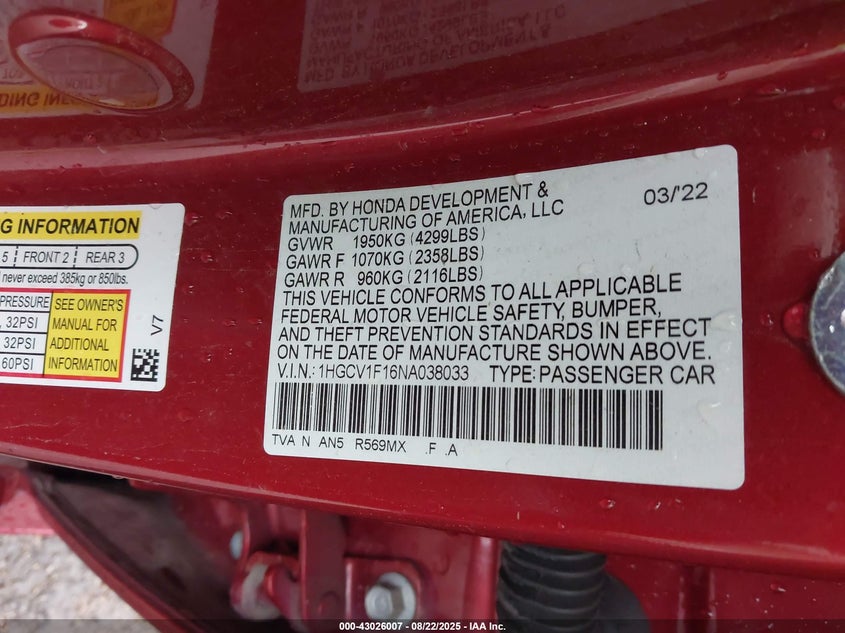 NG INFORMATION
5 FRONT 2 REAR 3
never exceed 385kg or 850lbs.
PRESSURE
32PSI
32PSI
60PSI
SEE OWNER'S
MANUAL FOR
ADDITIONAL
INFORMATION
V7
MFD. BY HONDA DEVELOPMENT & 03/'22
MANUFACTURING OF AMERICA, LLC
GVWR 1950KG (4299LBS)
GAWR F 1070KG (2358LBS)
GAWR R 960KG (2116LBS)
THIS VEHICLE CONFORMS TO ALL APPLICABLE
FEDERAL MOTOR VEHICLE SAFETY, BUMPER,
AND THEFT PREVENTION STANDARDS IN EFFECT
ON THE DATE OF MANUFACTURE SHOWN ABOVE.
V.I.N.: 1HGCV1F16NA038033 TYPE: PASSENGER CAR
TVA N AN5 R569MX .F .A
000-43026007 - 08/22/2025 - IAA Inc.